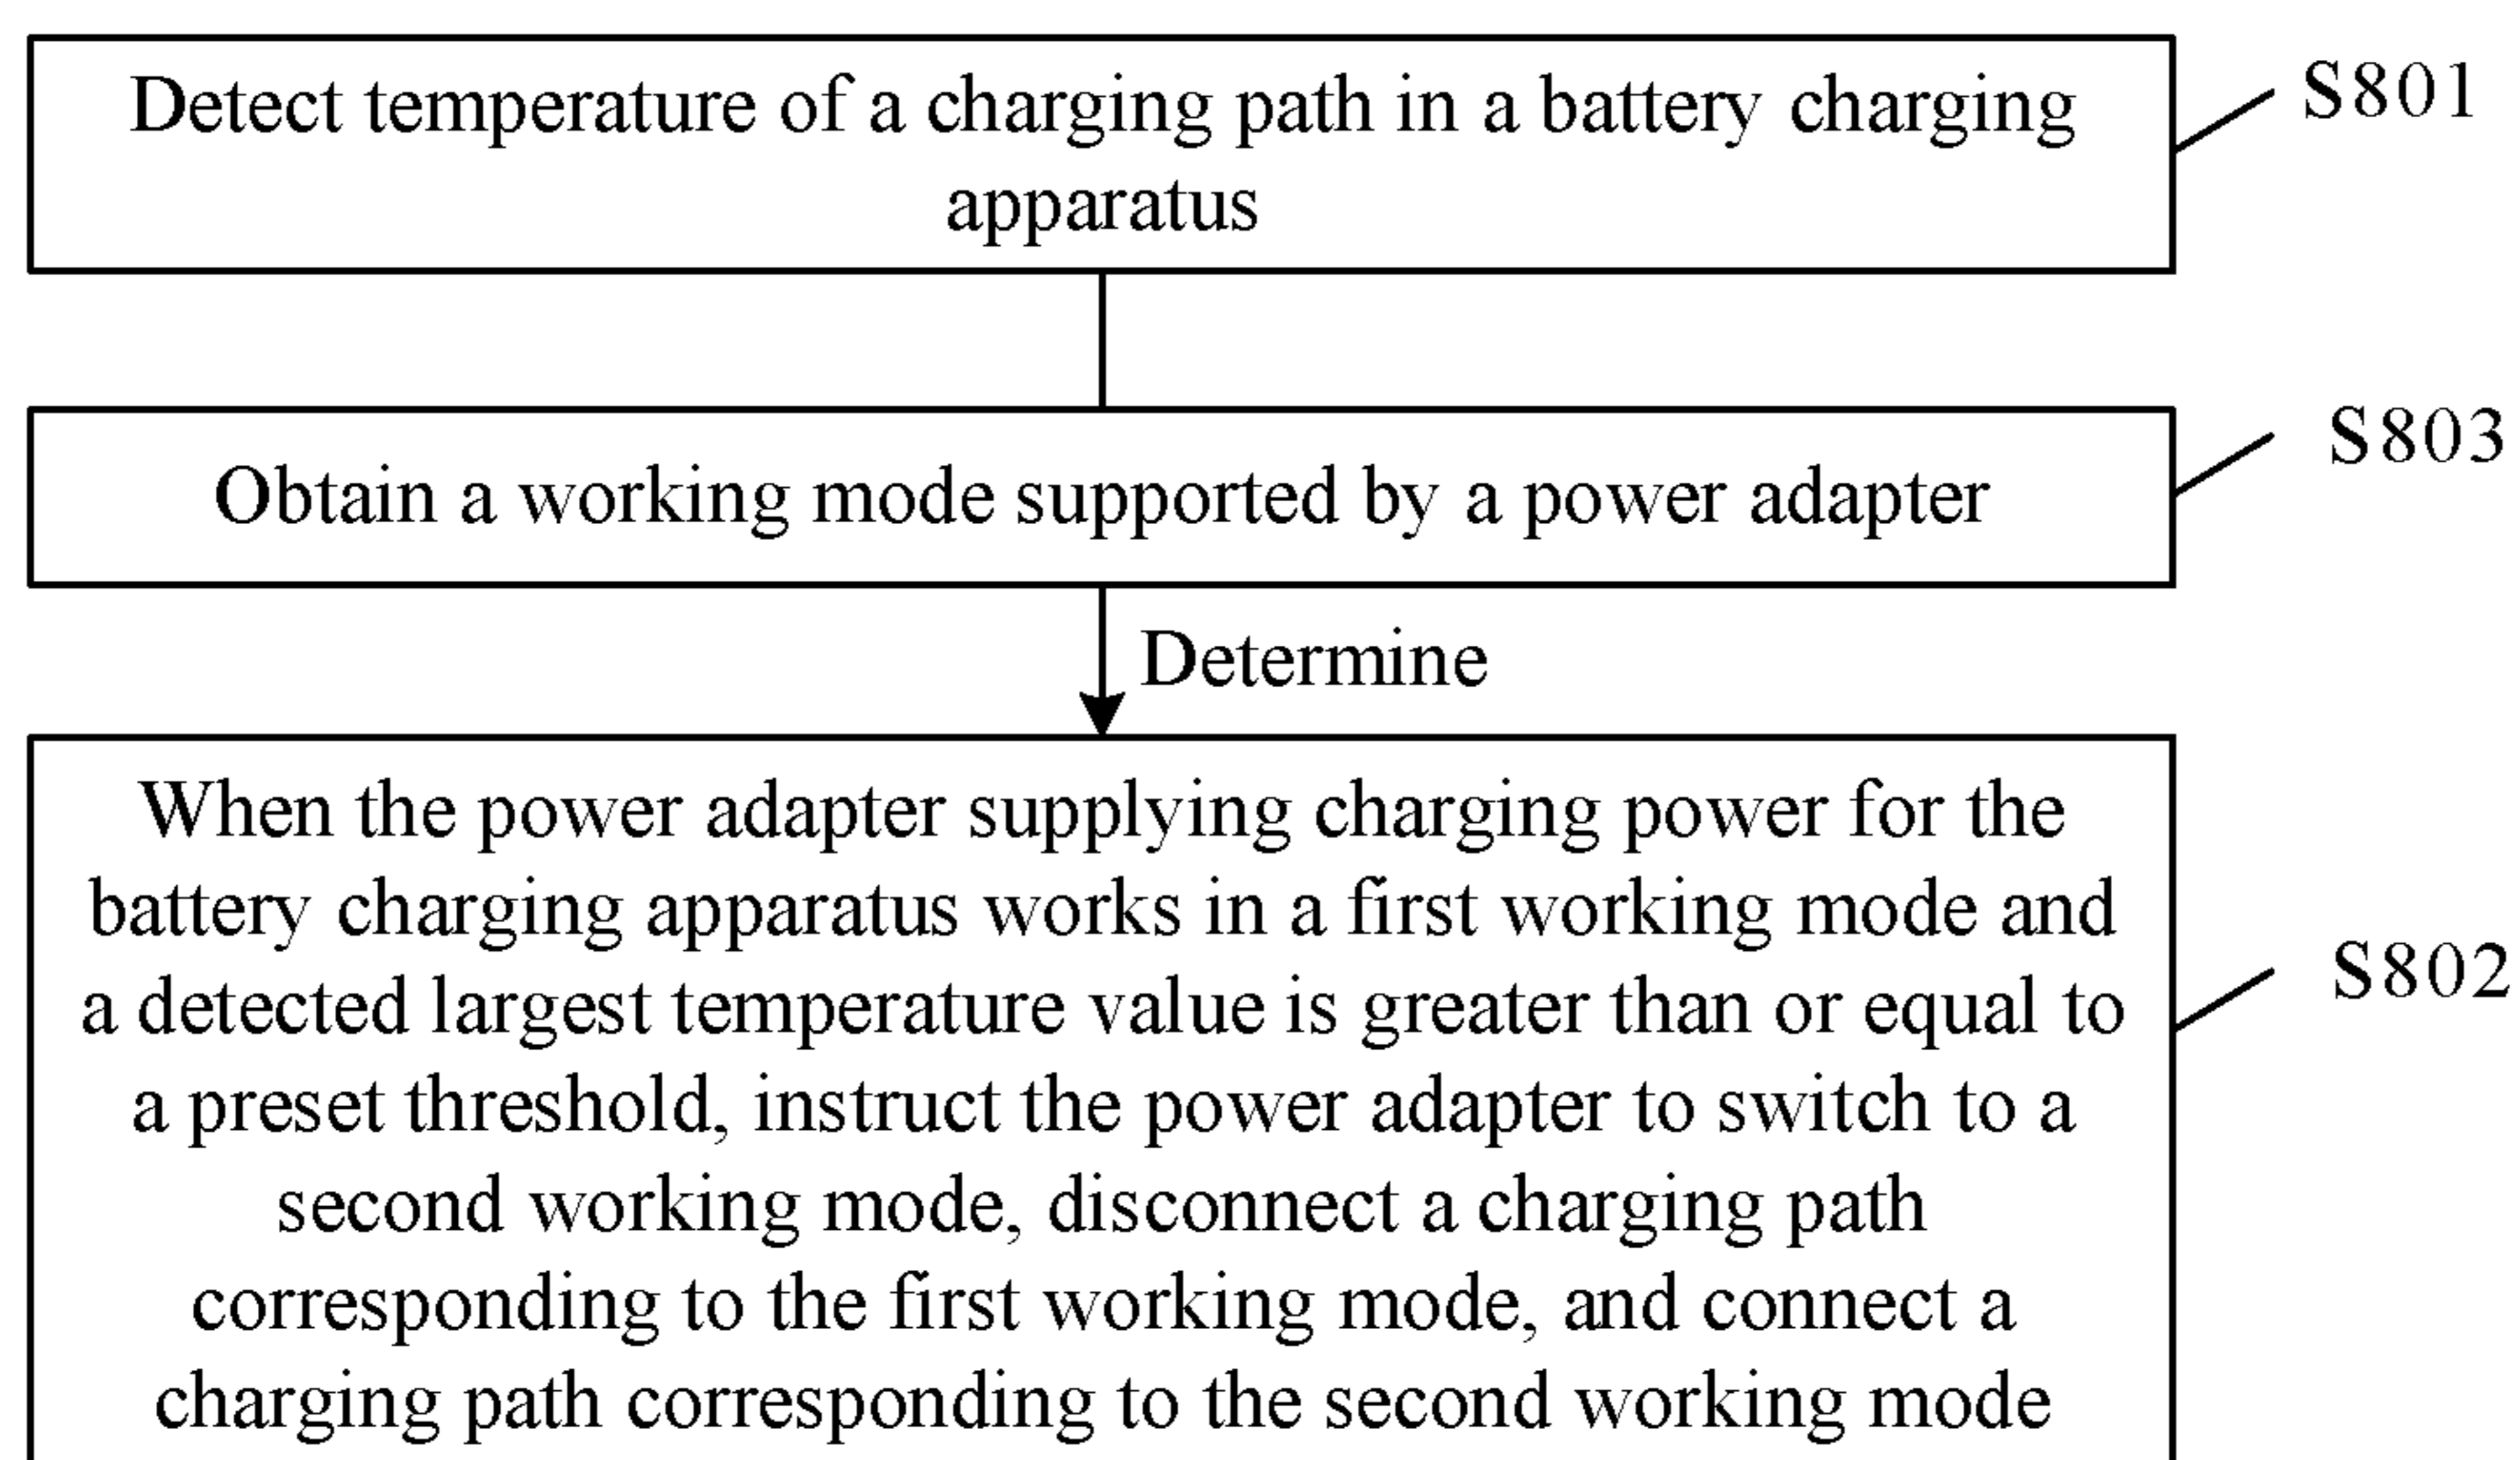 Detect temperature of a charging path in a battery charging
apparatus
S801
Obtain a working mode supported by a power adapter
S803
Determine
When the power adapter supplying charging power for the
battery charging apparatus works in a first working mode and
a detected largest temperature value is greater than or equal to
a preset threshold, instruct the power adapter to switch to a
second working mode, disconnect a charging path
corresponding to the first working mode, and connect a
charging path corresponding to the second working mode
S802